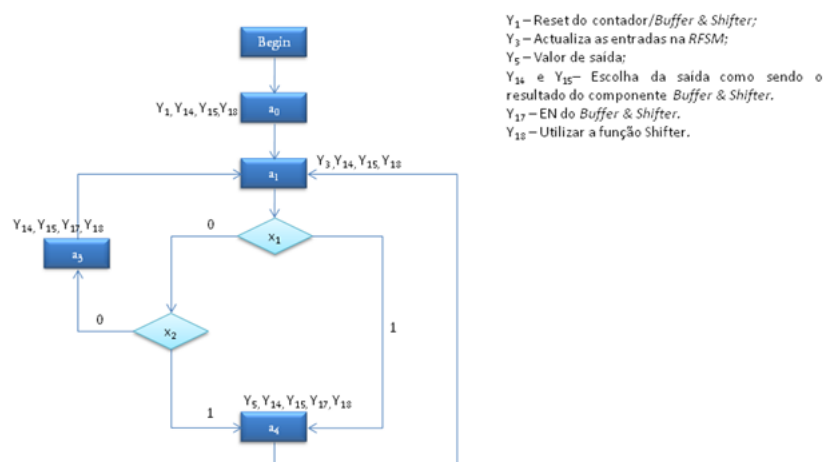 Begin
Y₁, Y₁₄, Y₁₅,Y₁₈
a₀
Y₃,Y₁₄, Y₁₅, Y₁₈
a₁
0
x₁
Y₁₄, Y₁₅, Y₁₇, Y₁₈
a₃
0
x₂
1
1
Y₅, Y₁₄, Y₁₅, Y₁₇, Y₁₈
a₄
Y₁ – Reset do contador/Buffer & Shifter;
Y₃ – Actualiza as entradas na RFSM;
Y₅ – Valor de saída;
Y₁₄ e Y₁₅– Escolha da saída como sendo o
resultado do componente Buffer & Shifter.
Y₁₇ – EN do Buffer & Shifter.
Y₁₈ – Utilizar a função Shifter.